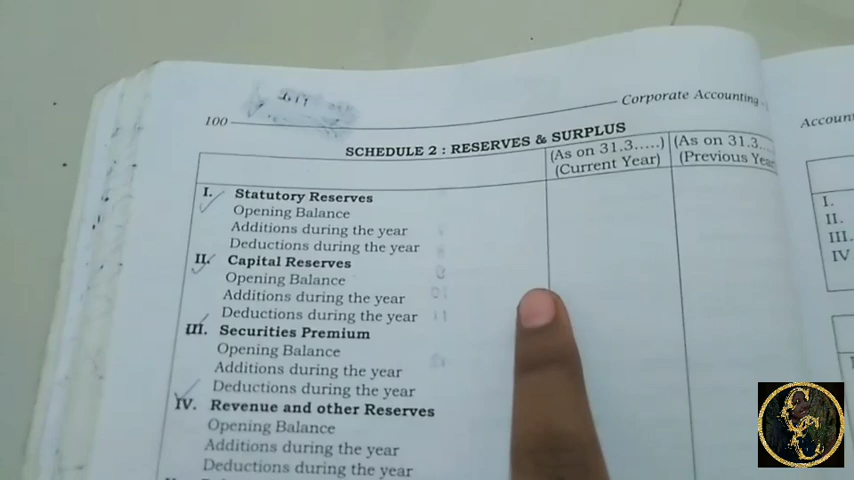 100
Corporate Accounting
SCHEDULE 2 : RESERVES & SURPLUS
(As on 31.3.....)
(Current Year)
(As on 31.3....
(Previous Yea
I. Statutory Reserves
Opening Balance
Additions during the year
Deductions during the year
II. Capital Reserves
Opening Balance
Additions during the year
Deductions during the year
III. Securities Premium
Opening Balance
Additions during the year
Deductions during the year
IV. Revenue and other Reserves
Opening Balance
Additions during the year
Deductions during the year
Accoun
I.
II.
III.
IV